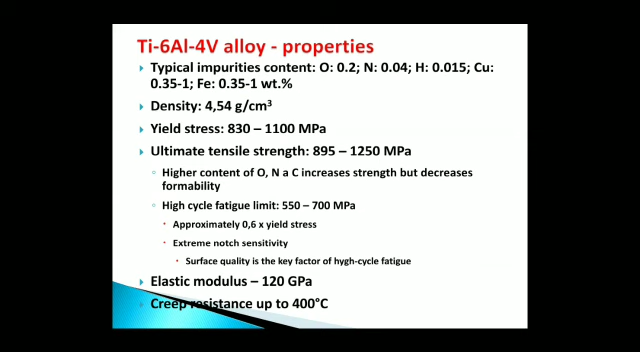 Ti-6Al-4V alloy - properties
Typical impurities content: O: 0.2; N: 0.04; H: 0.015; Cu:
0.35-1; Fe: 0.35-1 wt.%
Density: 4,54 g/cm³
Yield stress: 830 – 1100 MPa
Ultimate tensile strength: 895 – 1250 MPa
Higher content of O, N a C increases strength but decreases
formability
High cycle fatigue limit: 550 – 700 MPa
Approximately 0,6 x yield stress
Extreme notch sensitivity
Surface quality is the key factor of hygh-cycle fatigue
Elastic modulus – 120 GPa
Creep resistance up to 400°C